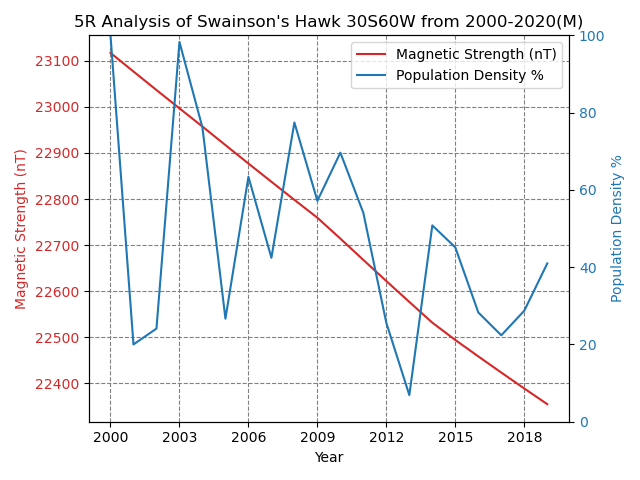 5R Analysis of Swainson's Hawk 30S60W from 2000-2020(M)
Magnetic Strength (nT)
Population Density %
23100
23000
22900
22800
22700
22600
22500
22400
Magnetic Strength (nT)
100
80
60
40
20
0
Population Density %
2000 2003 2006 2009 2012 2015 2018
Year